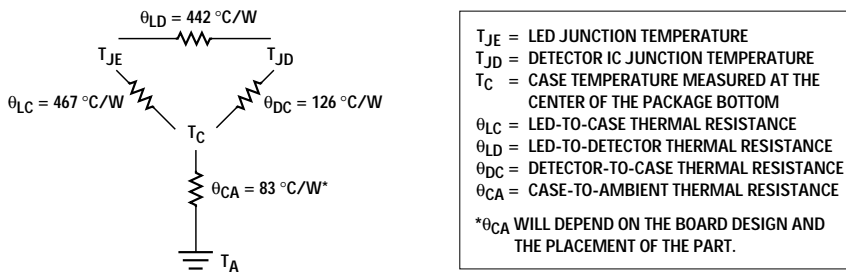 θLD = 442 °C/W
TJE
TJD
θLC = 467 °C/W
θDC = 126 °C/W
TC
θCA = 83 °C/W*
TA
TJE = LED JUNCTION TEMPERATURE
TJD = DETECTOR IC JUNCTION TEMPERATURE
TC = CASE TEMPERATURE MEASURED AT THE
CENTER OF THE PACKAGE BOTTOM
θLC = LED-TO-CASE THERMAL RESISTANCE
θLD = LED-TO-DETECTOR THERMAL RESISTANCE
θDC = DETECTOR-TO-CASE THERMAL RESISTANCE
θCA = CASE-TO-AMBIENT THERMAL RESISTANCE
*θCA WILL DEPEND ON THE BOARD DESIGN AND
THE PLACEMENT OF THE PART.